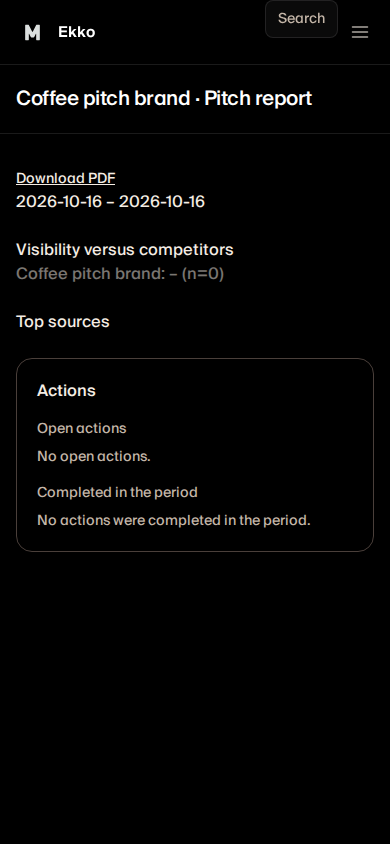 M Ekko
Search
Coffee pitch brand · Pitch report
Download PDF
2026-10-16 – 2026-10-16
Visibility versus competitors
Coffee pitch brand: – (n=0)
Top sources
Actions
Open actions
No open actions.
Completed in the period
No actions were completed in the period.